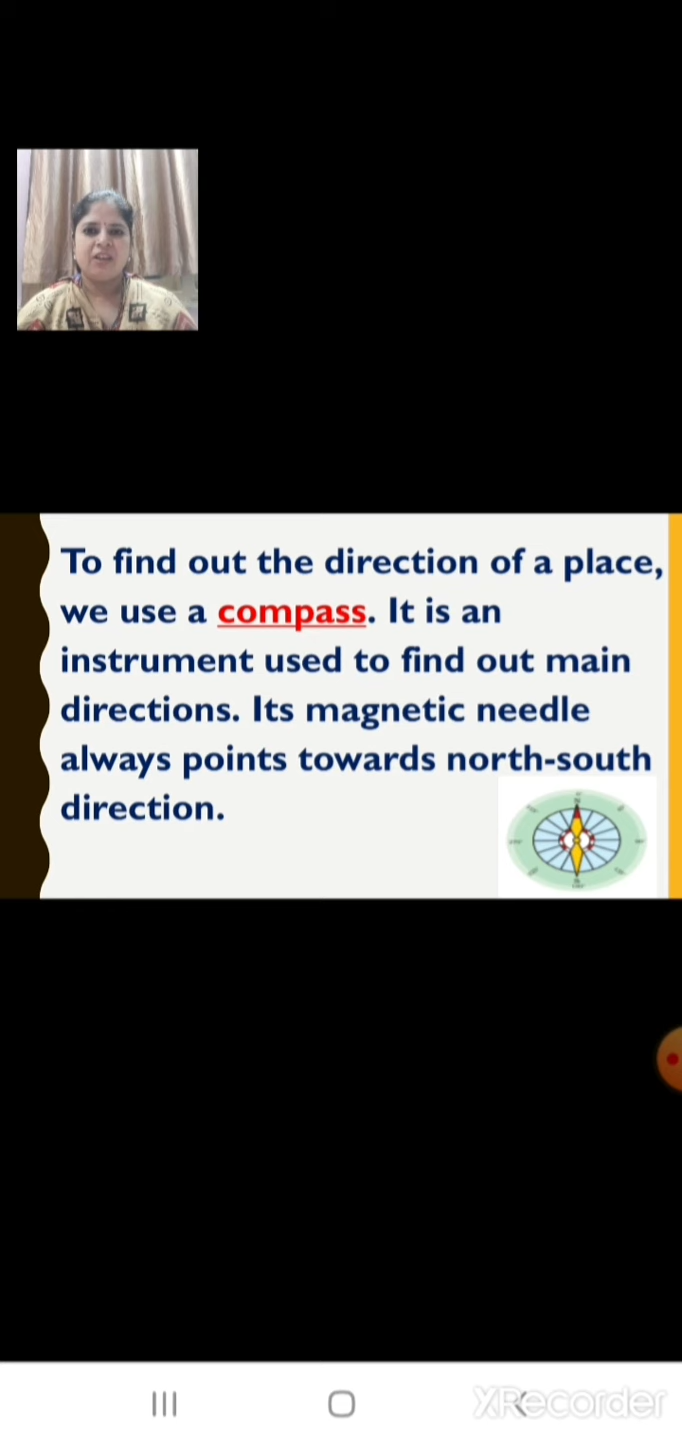 To find out the direction of a place,
we use a compass. It is an
instrument used to find out main
directions. Its magnetic needle
always points towards north-south
direction.
XRecorder